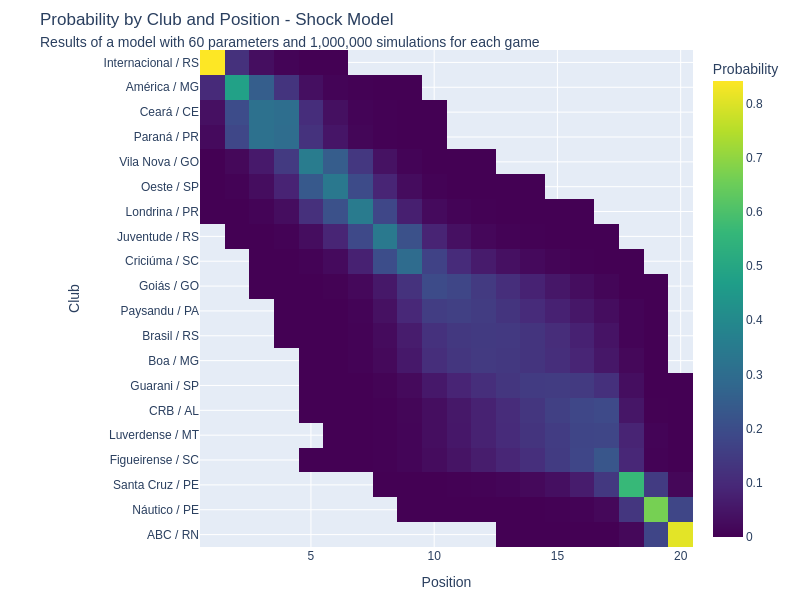 Probability by Club and Position - Shock Model
Results of a model with 60 parameters and 1,000,000 simulations for each game
Probability
Internacional / RS
América / MG
Ceará / CE
Paraná / PR
Vila Nova / GO
Oeste / SP
Londrina / PR
Juventude / RS
Criciúma / SC
Goiás / GO
Paysandu / PA
Brasil / RS
Boa / MG
Guarani / SP
CRB / AL
Luverdense / MT
Figueirense / SC
Santa Cruz / PE
Náutico / PE
ABC / RN
Club
5
10
15
20
Position
0.8
0.7
0.6
0.5
0.4
0.3
0.2
0.1
0